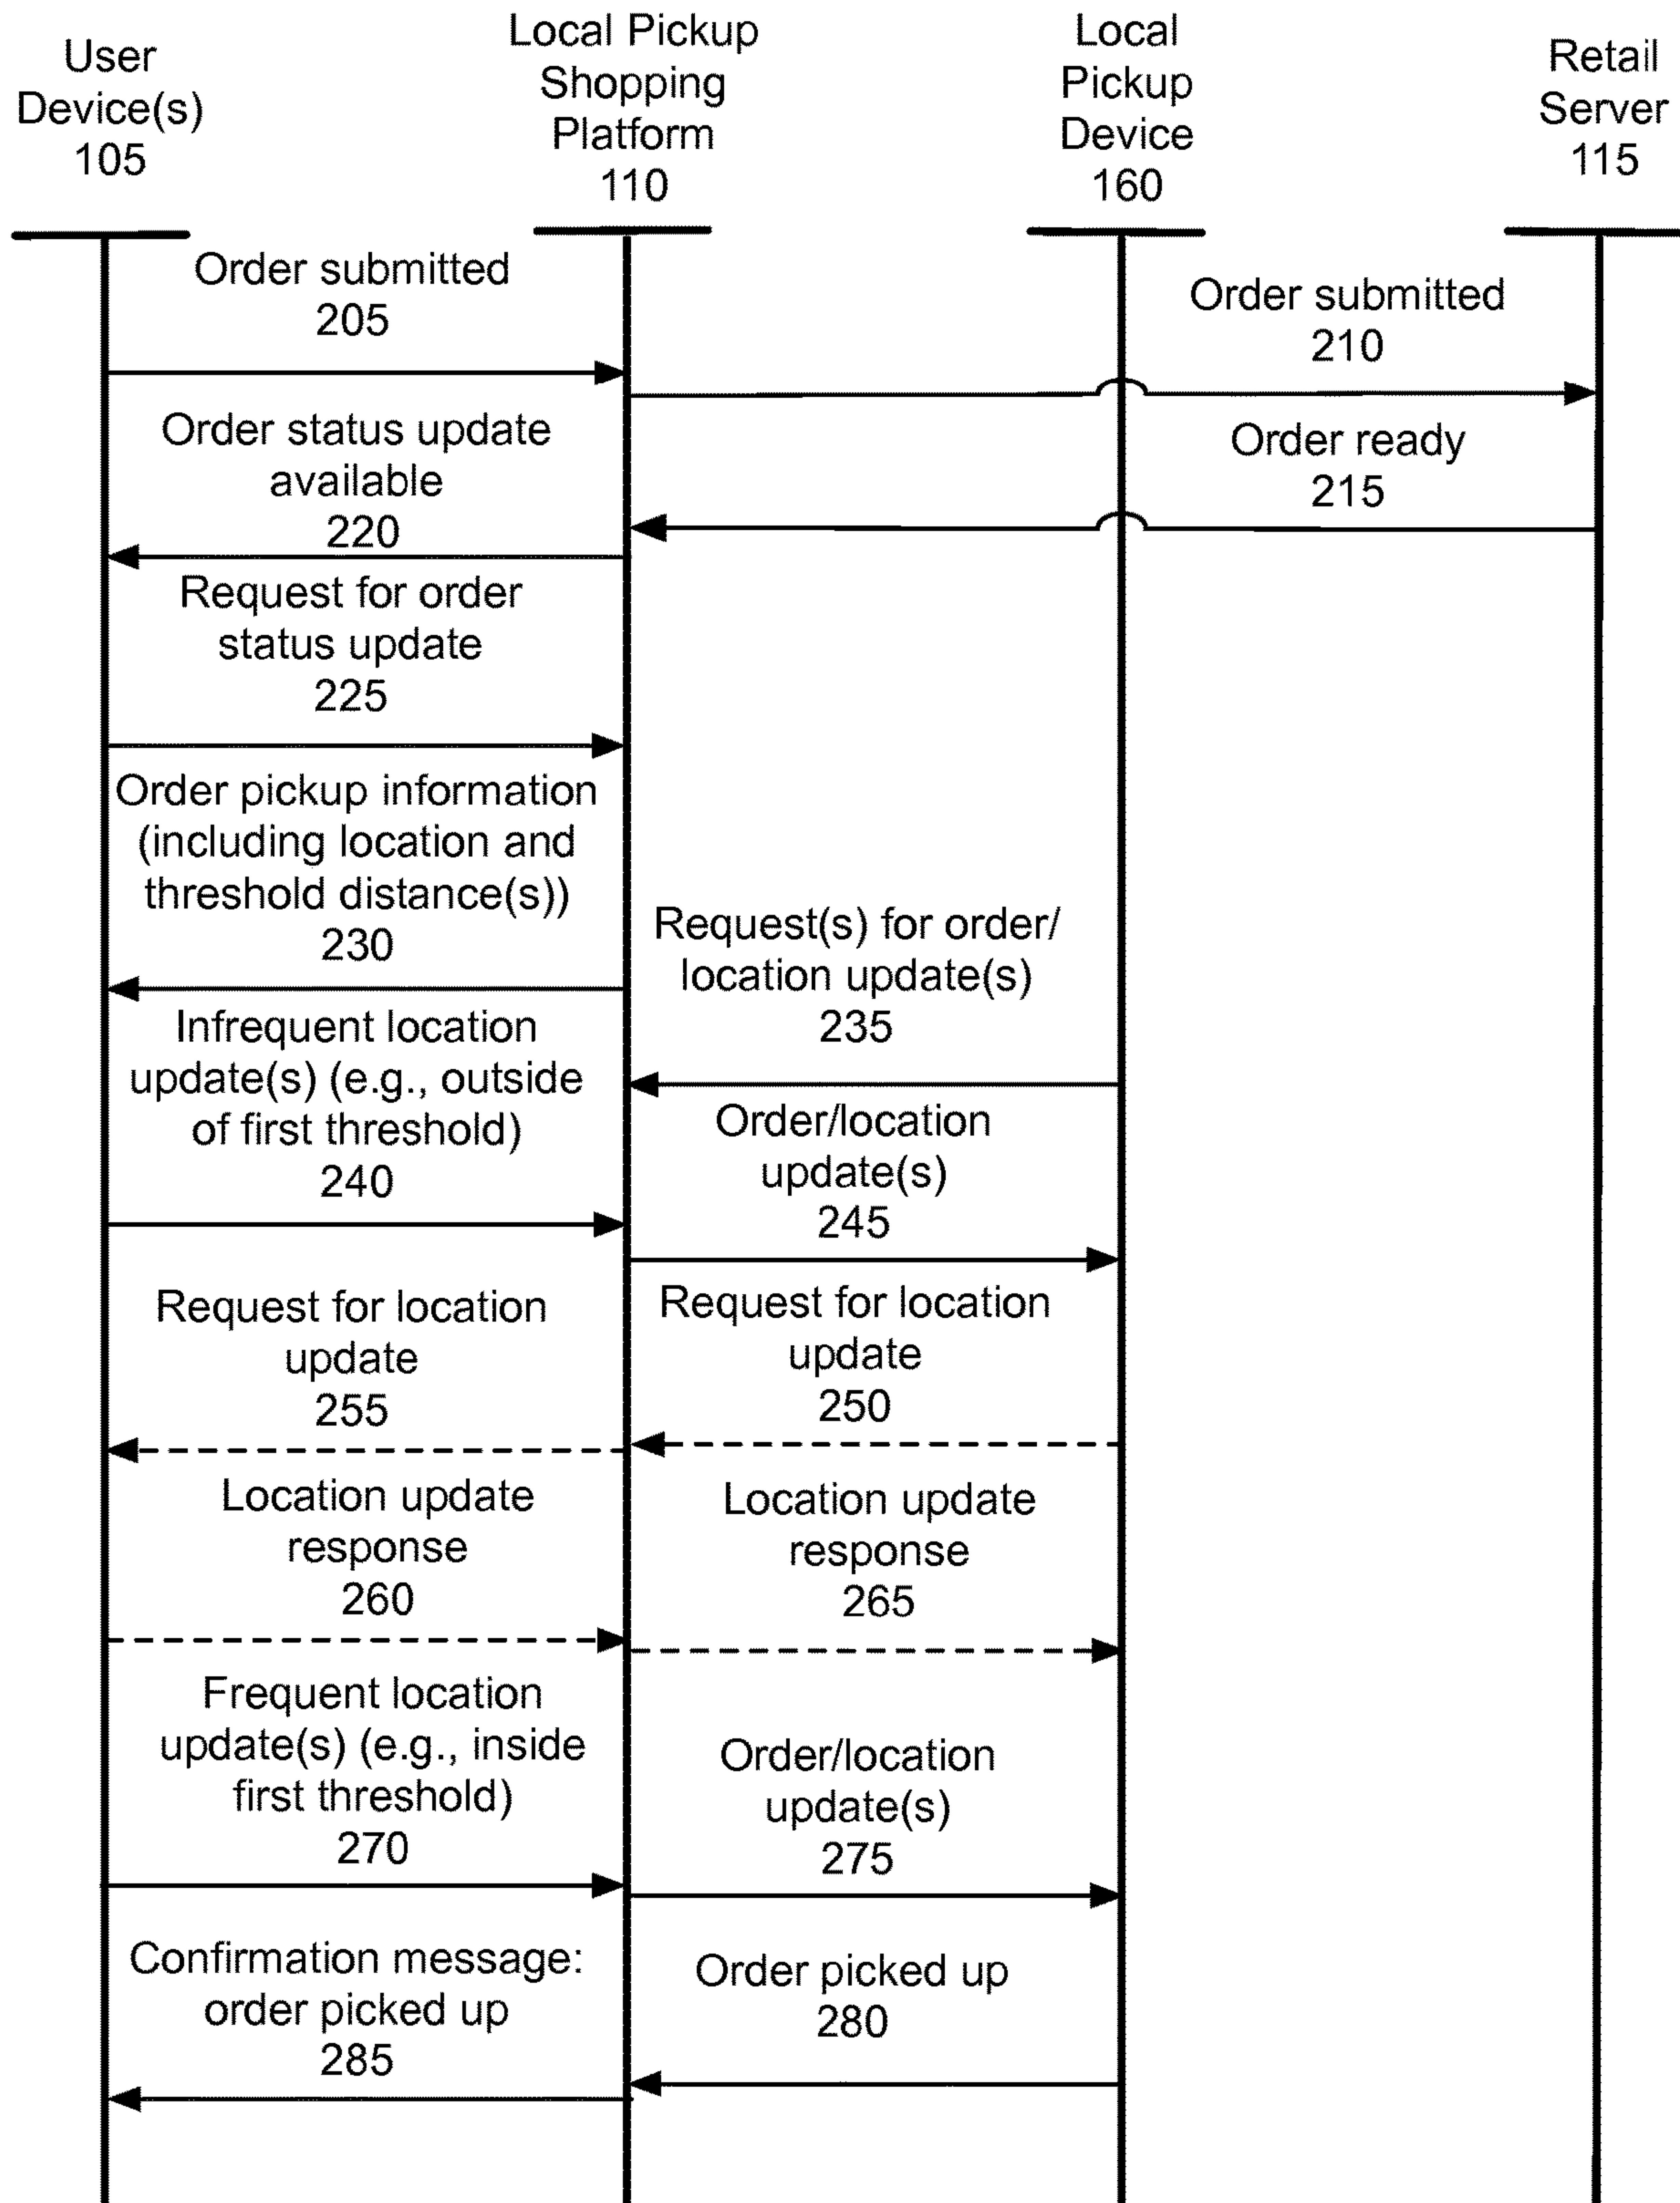 User
Device(s)
105
Local Pickup
Shopping
Platform
110
Local
Pickup
Device
160
Retail
Server
115
Order submitted
205
Order submitted
210
Order ready
215
Order status update
available
220
Request for order
status update
225
Order pickup information
(including location and
threshold distance(s))
230
Request(s) for order/
location update(s)
235
Infrequent location
update(s) (e.g., outside
of first threshold)
240
Order/location
update(s)
245
Request for location
update
250
Request for location
update
255
Location update
response
260
Location update
response
265
Frequent location
update(s) (e.g., inside
first threshold)
270
Order/location
update(s)
275
Order picked up
280
Confirmation message:
order picked up
285